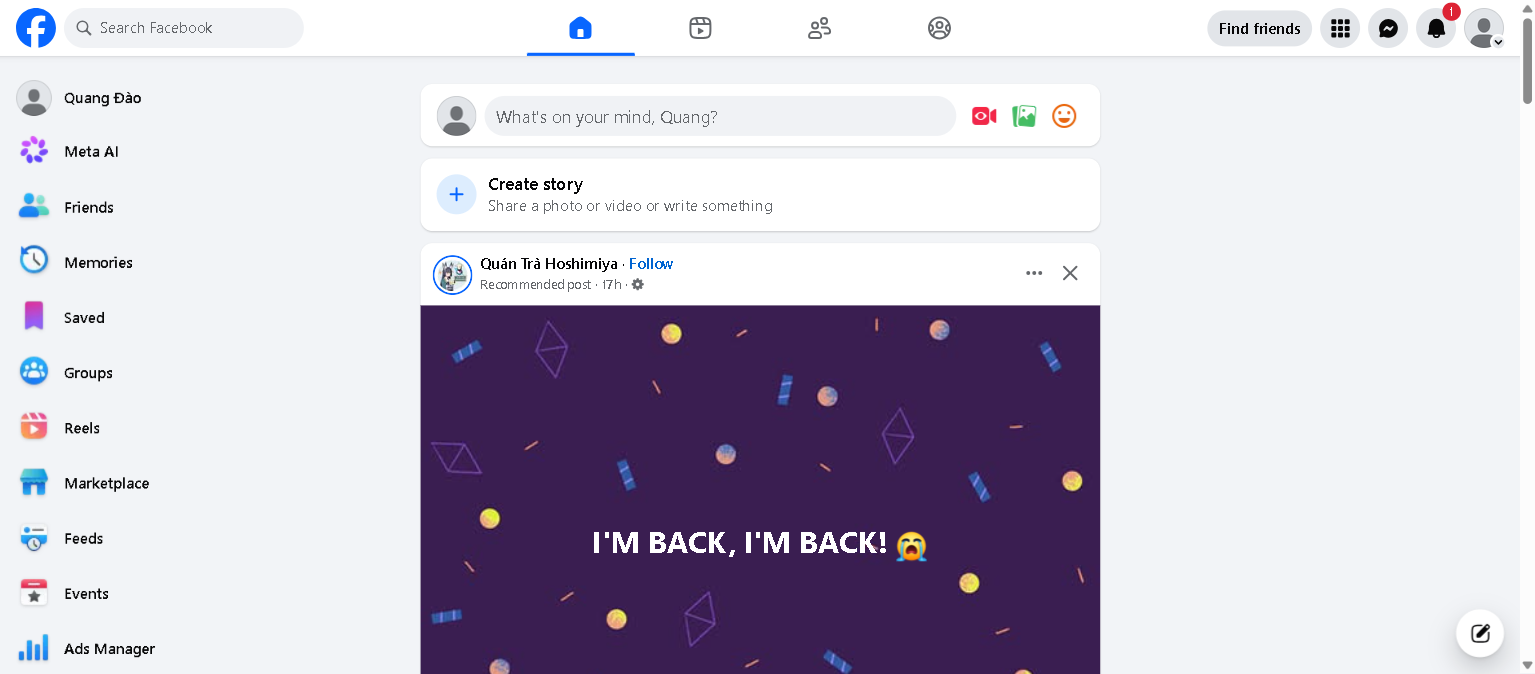 Search Facebook
Find friends
1
Quang Đào
Meta AI
Friends
Memories
Saved
Groups
Reels
Marketplace
Feeds
Events
Ads Manager
What's on your mind, Quang?
Create story
Share a photo or video or write something
Quán Trà Hoshimiya · Follow
Recommended post · 17h ·
I'M BACK, I'M BACK! 😭